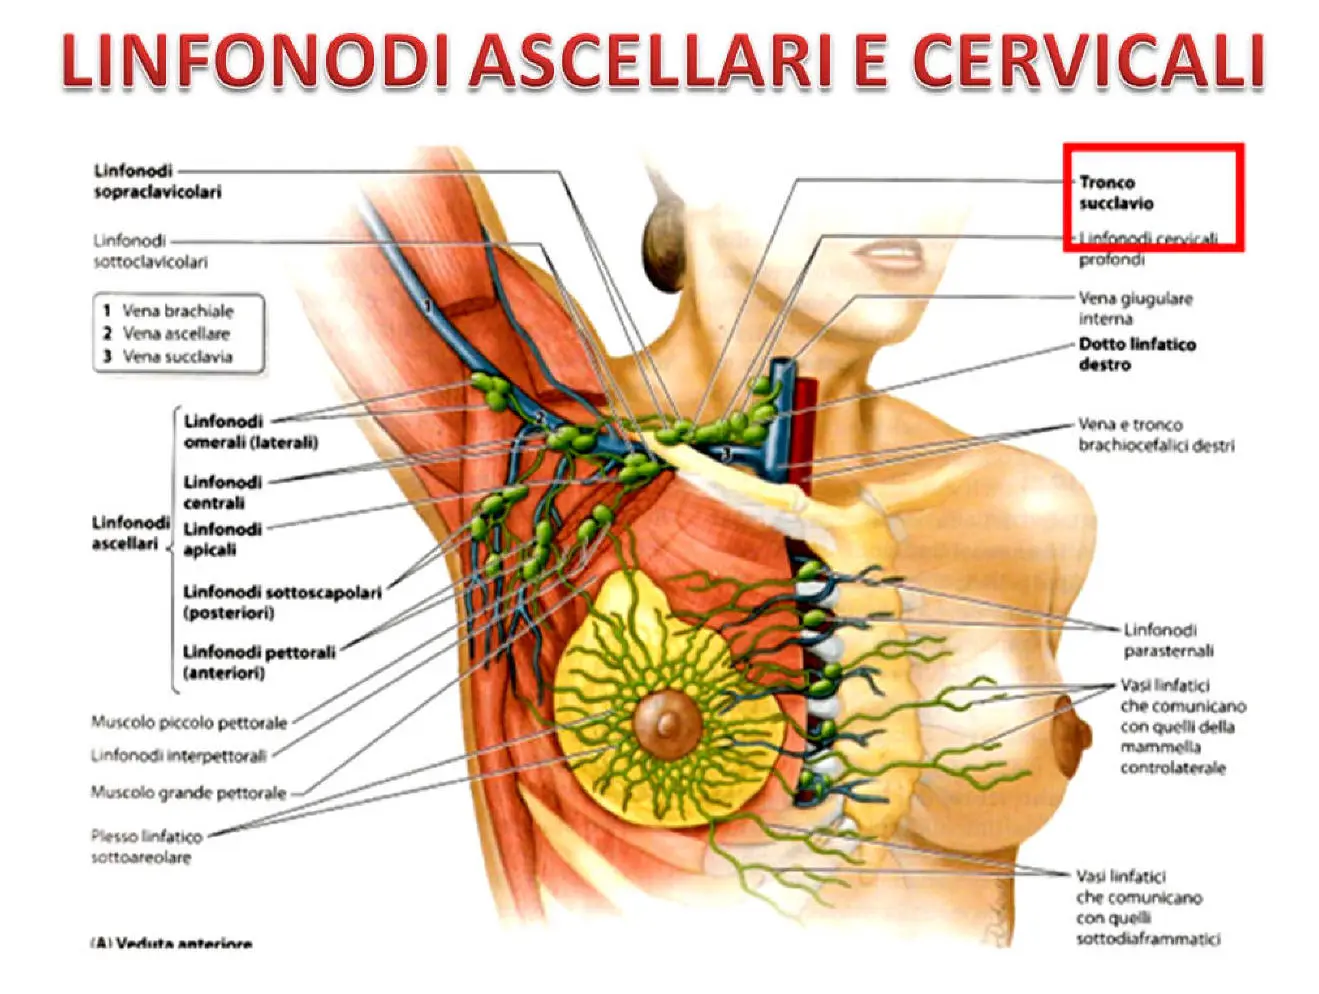 LINFONODI ASCELLARI E CERVICALI
Linfonodi
sopraclavicolari
Linfonodi
sottoclavicolari
1 Vena brachiale
2 Vena ascellare
3 Vena succlavia
Linfonodi
ascellari
Linfonodi
omerali (laterali)
Linfonodi
centrali
Linfonodi
apicali
Linfonodi sottoscapolari
(posteriori)
Linfonodi pettorali
(anteriori)
Muscolo piccolo pettorale
Linfonodi interpettorali
Muscolo grande pettorale
Plesso linfatico
sottoareolare
(A) Veduta anteriore
1
2
3
Tronco
succlavio
Linfonodi cervicali
profondi
Vena giugulare
interna
Dotto linfatico
destro
Vena e tronco
brachiocefalici destri
Linfonodi
parasternali
Vasi linfatici
che comunicano
con quelli della
mammella
controlaterale
Vasi linfatici
che comunicano
con quelli
sottodiaframmatici